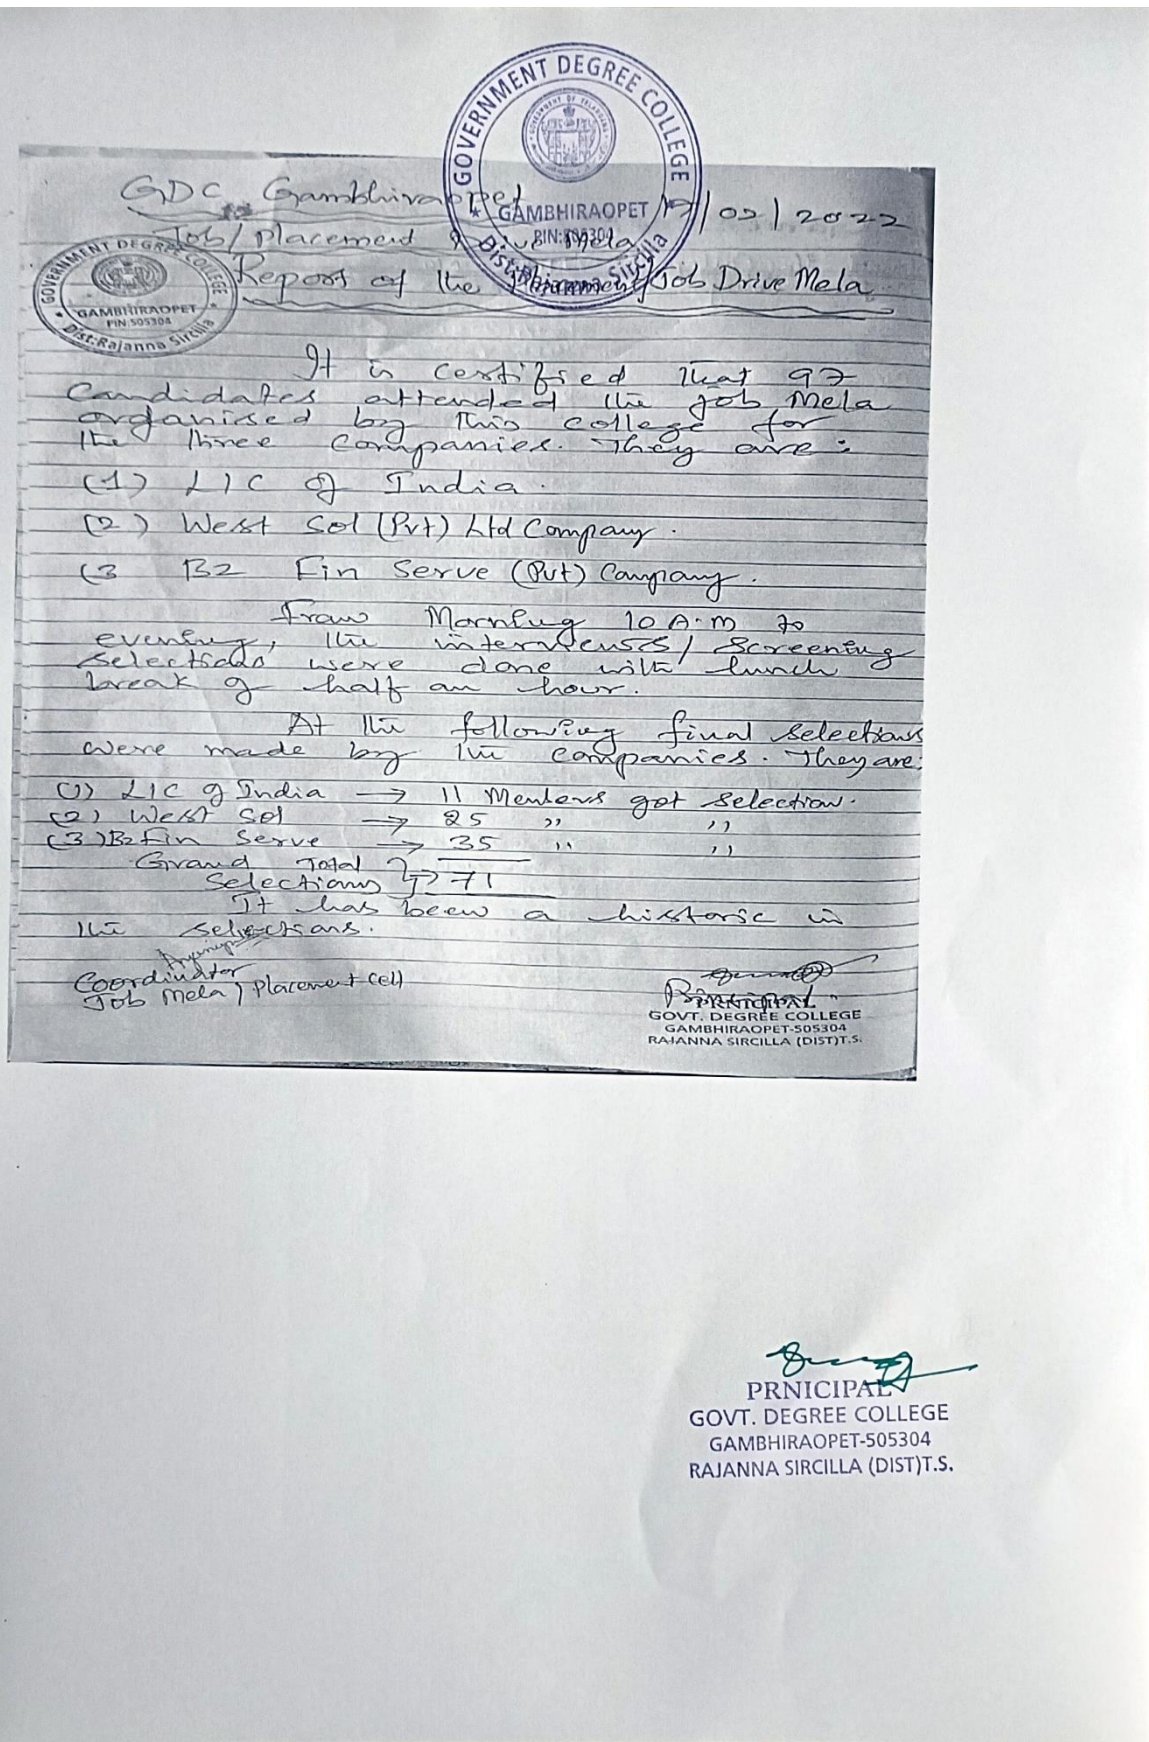 GOVERNMENT DEGREE COLLEGE
GOVERNMENT OF TELANGANA
GAMBHIRAOPET
PIN:505304
Dist:Rajanna Sircilla
GDC Gambhiraopet /02/2022
Job/Placement Drive Mela
GOVERNMENT DEGREE COLLEGE
GAMBHIRAOPET
PIN:505304
Dist:Rajanna Sircilla
Report of the Placement/Job Drive Mela
It is certified that 97
Candidates attended the Job Mela
organised by this college for
the three companies. They are:
(1) LIC of India.
(2) West Sol (Pvt) Ltd Company.
(3 B2 Fin Serve (Pvt) Company.
From Morning 10 A.M to
evening, the interviews/ Screening
selections were done with lunch
break of half an hour.
At the following final selections
were made by the companies. They are:
(1) LIC of India → 11 Members got selection.
(2) West Sol → 25 ,, ,,
(3) B2 Fin Serve → 35 ,, ,,
Grand Total
Selections → 71
It has been a historic in
the selections.
Coordinator
Job Mela/Placement Cell
Principal
PRNICIPAL
GOVT. DEGREE COLLEGE
GAMBHIRAOPET-505304
RAJANNA SIRCILLA (DIST)T.S.
PRNICIPAL
GOVT. DEGREE COLLEGE
GAMBHIRAOPET-505304
RAJANNA SIRCILLA (DIST)T.S.